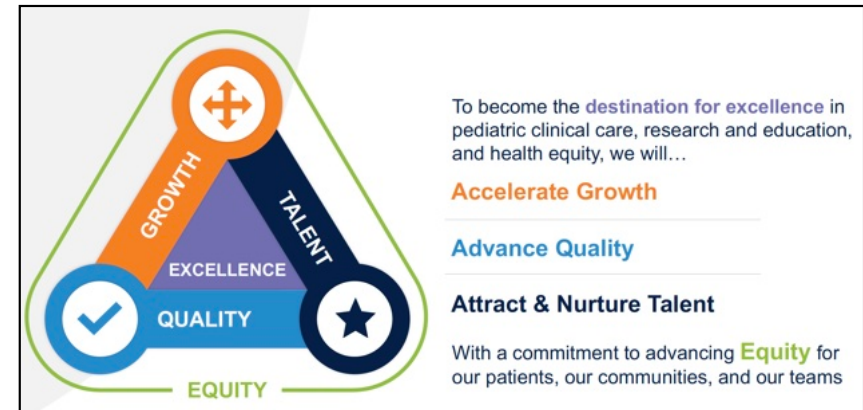 GROWTH
TALENT
EXCELLENCE
QUALITY
EQUITY
To become the destination for excellence in
pediatric clinical care, research and education,
and health equity, we will…
Accelerate Growth
Advance Quality
Attract & Nurture Talent
With a commitment to advancing Equity for
our patients, our communities, and our teams